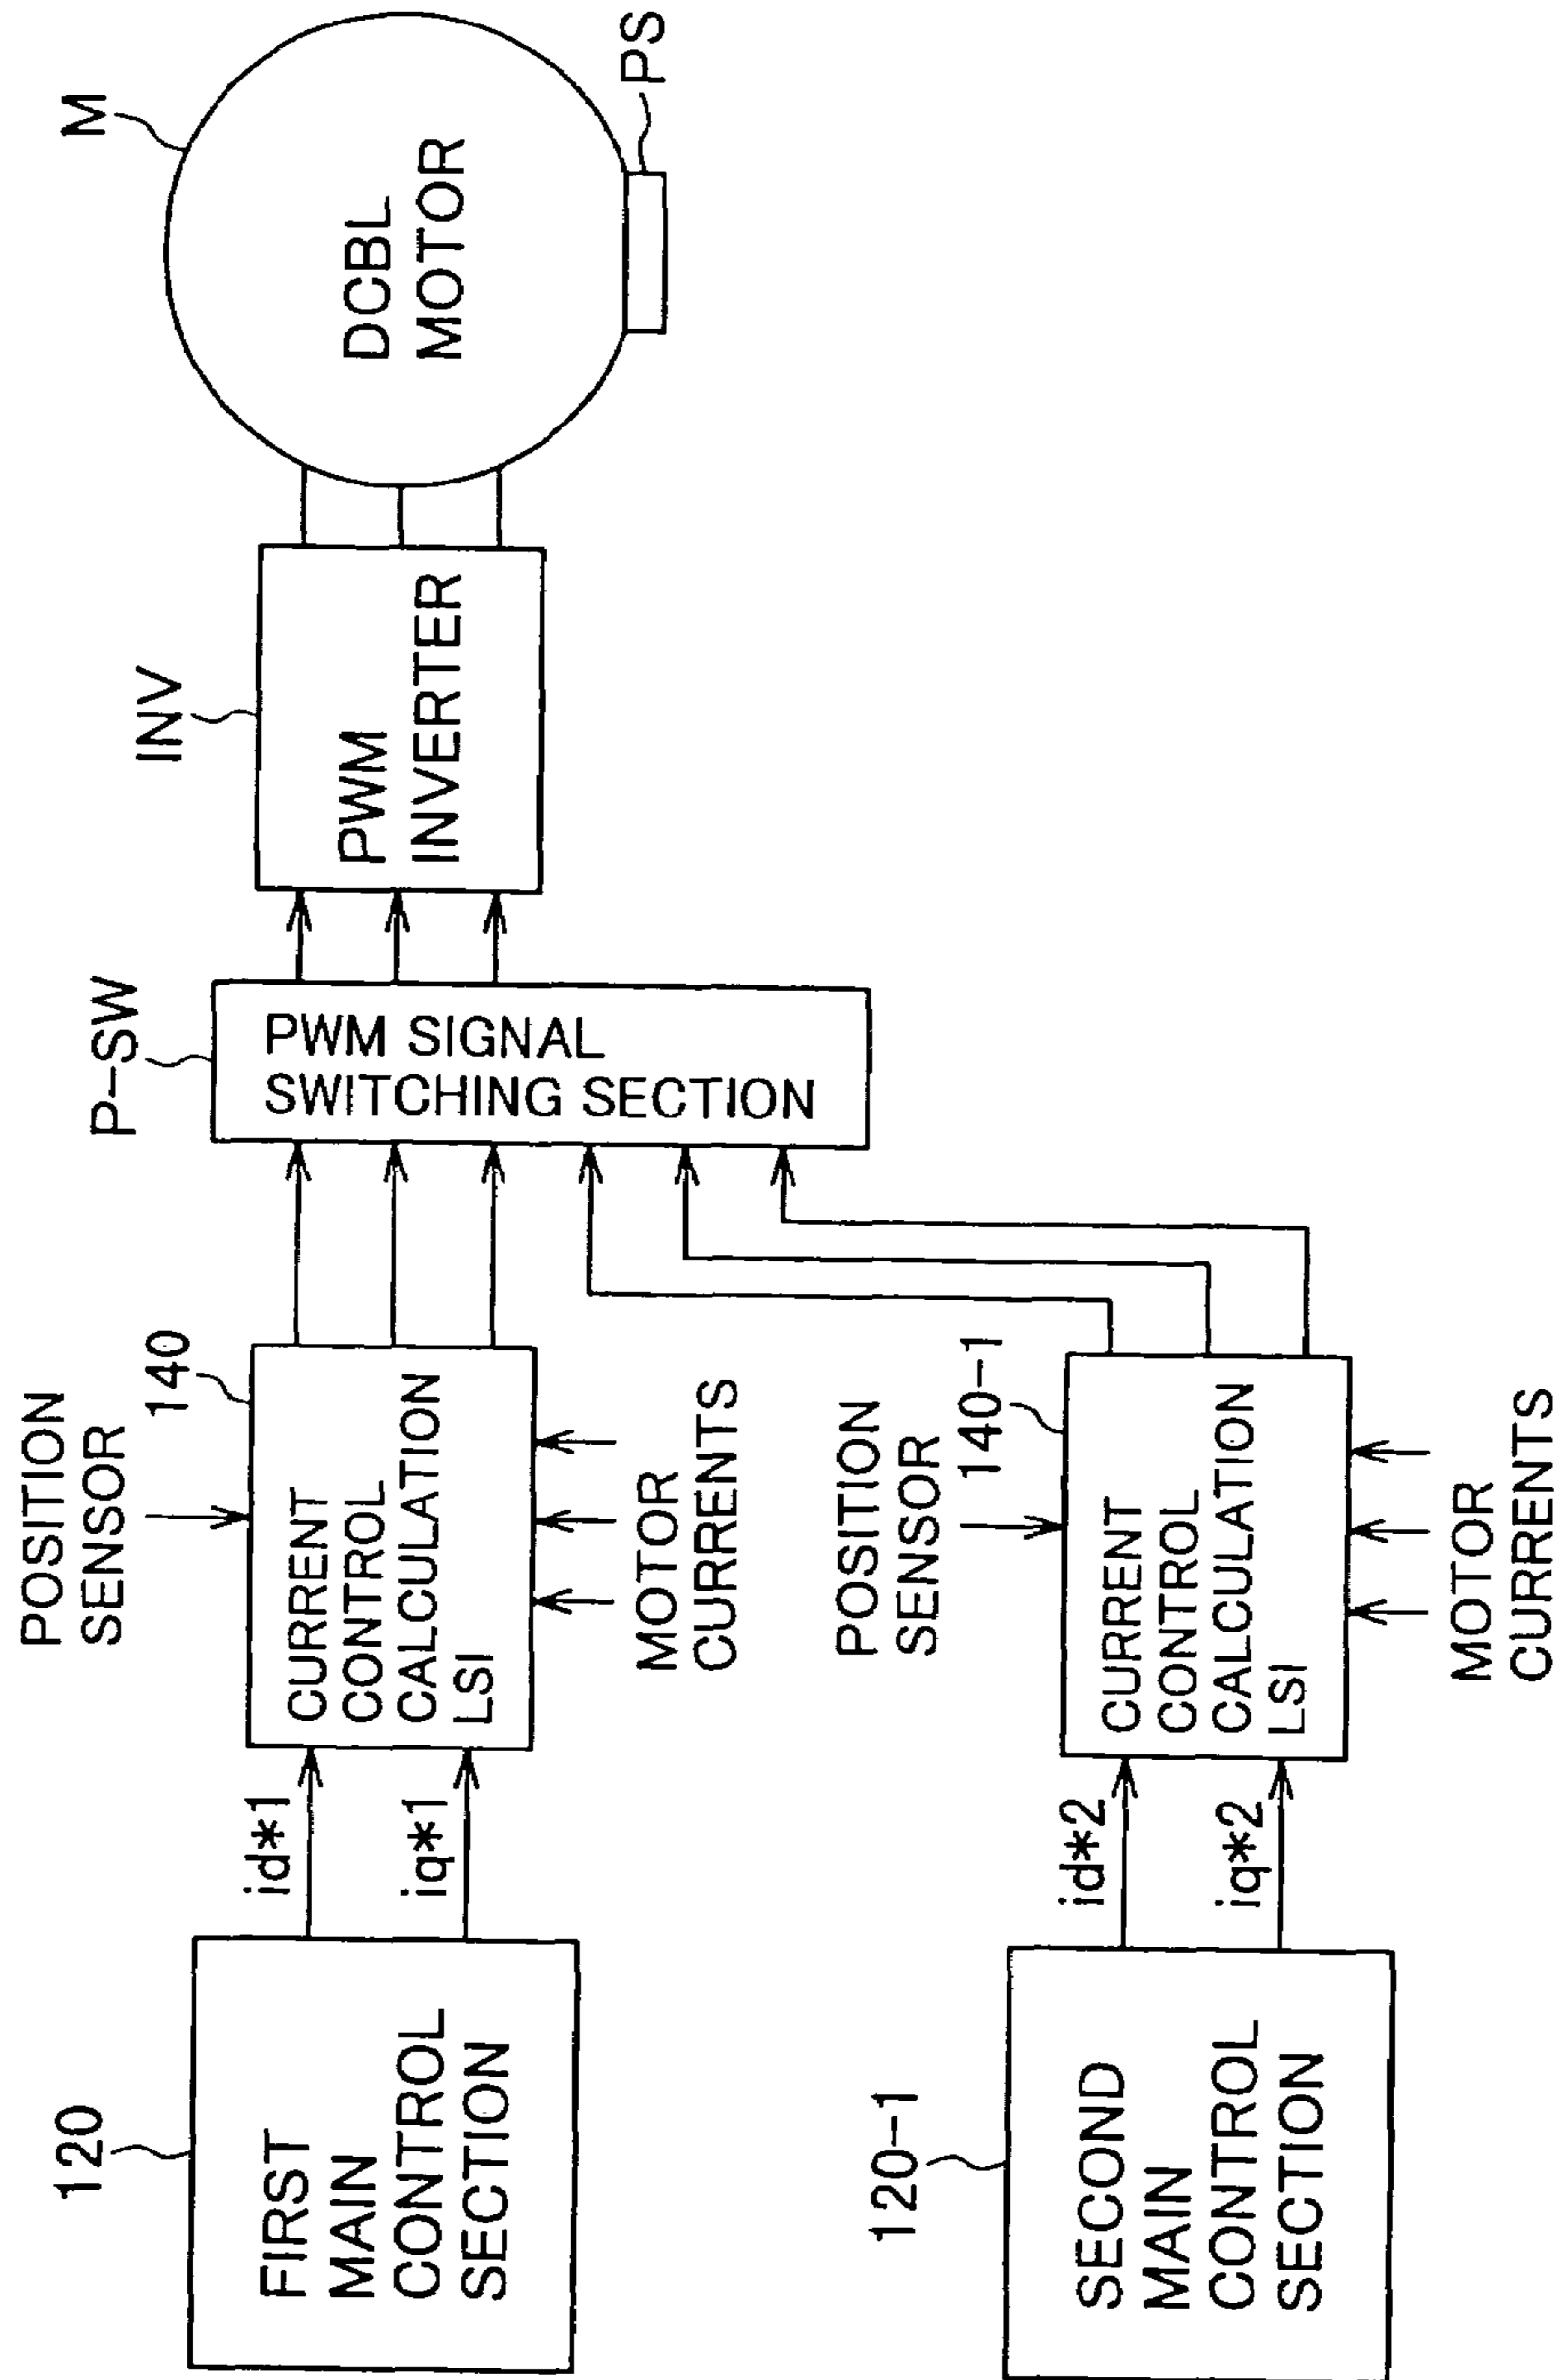 120
FIRST
MAIN
CONTROL
SECTION
id*1
iq*1
POSITION
SENSOR
140
CURRENT
CONTROL
CALCULATION
LSI
MOTOR
CURRENTS
P-SW
PWM SIGNAL
SWITCHING SECTION
INV
PWM
INVERTER
M
DCBL
MOTOR
PS
120-1
SECOND
MAIN
CONTROL
SECTION
id*2
iq*2
POSITION
SENSOR
140-1
CURRENT
CONTROL
CALCULATION
LSI
MOTOR
CURRENTS